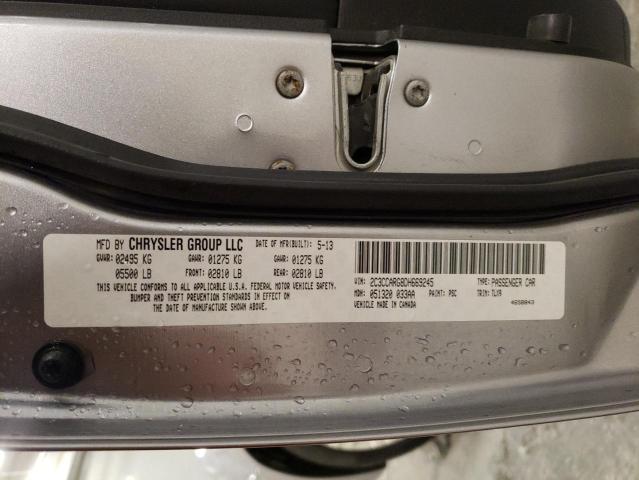 MFD BY CHRYSLER GROUP LLC DATE OF MFR(BUILT): 5-13
GVWR: 02495 KG GAWR: 01275 KG GAWR: 01275 KG
05500 LB FRONT: 02810 LB REAR: 02810 LB
THIS VEHICLE CONFORMS TO ALL APPLICABLE U.S.A. FEDERAL MOTOR VEHICLE SAFETY,
BUMPER AND THEFT PREVENTION STANDARDS IN EFFECT ON
THE DATE OF MANUFACTURE SHOWN ABOVE.
VIN: 2C3CCARG8DH669245 TYPE: PASSENGER CAR
MDH: 051320 033AA PAINT: PSC TRIM: TLX9
VEHICLE MADE IN CANADA 4658843